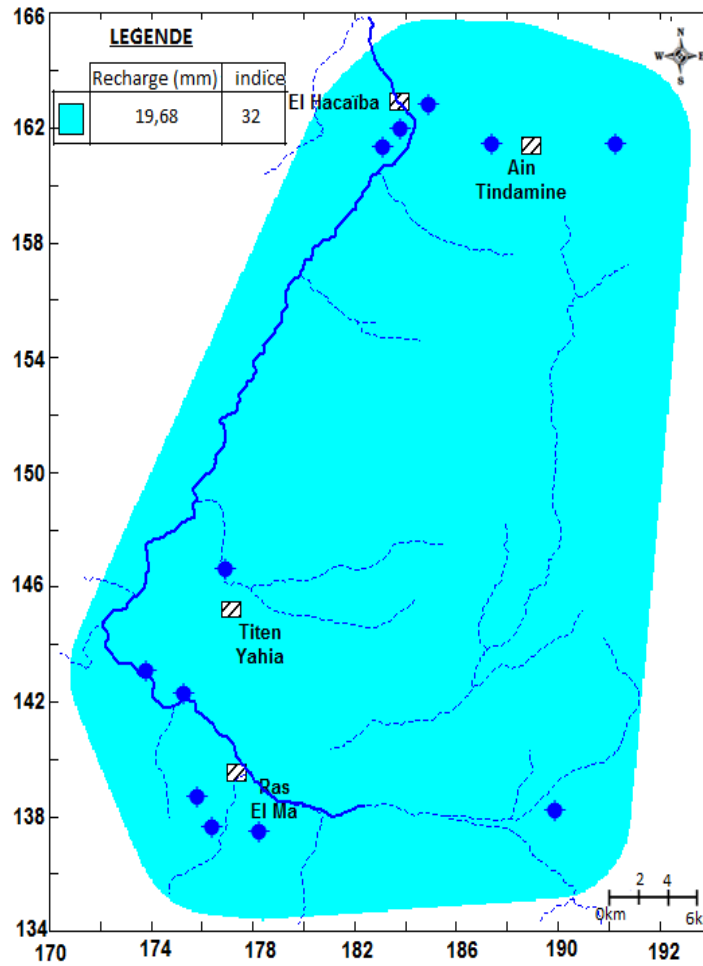 LEGENDE
Recharge (mm) indice
19,68 32
N
W E
S
166
162
158
154
150
146
142
138
134
170 174 178 182 186 190 192
El Hacaïba
Ain
Tindamine
Titen
Yahia
Ras
El Ma
2 4
0km 6k